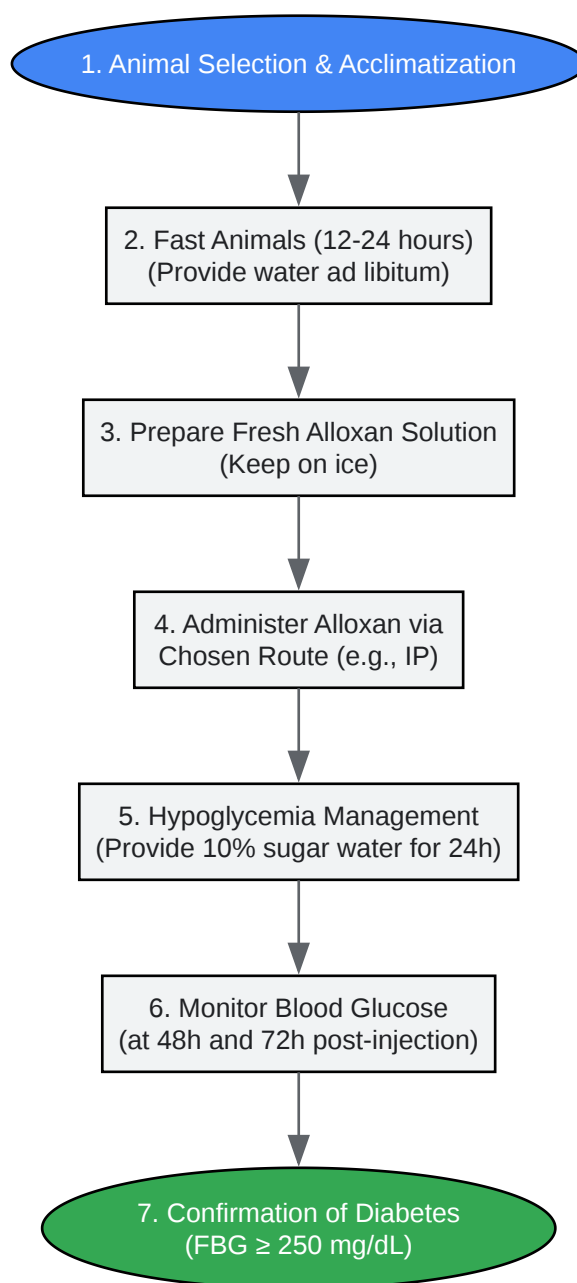 1. Animal Selection & Acclimatization
2. Fast Animals (12-24 hours)
(Provide water ad libitum)
3. Prepare Fresh Alloxan Solution
(Keep on ice)
4. Administer Alloxan via
Chosen Route (e.g., IP)
5. Hypoglycemia Management
(Provide 10% sugar water for 24h)
6. Monitor Blood Glucose
(at 48h and 72h post-injection)
7. Confirmation of Diabetes
(FBG ≥ 250 mg/dL)